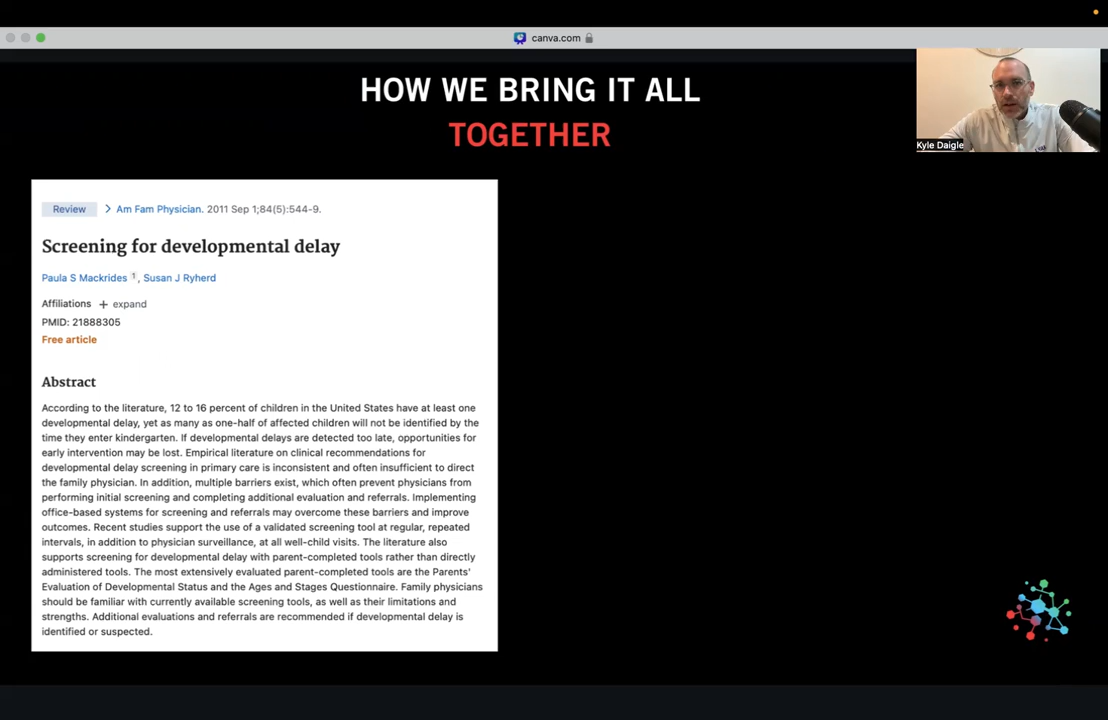 canva.com
HOW WE BRING IT ALL
TOGETHER
Kyle Daigle
Review > Am Fam Physician. 2011 Sep 1;84(5):544-9.
Screening for developmental delay
Paula S Mackrides 1, Susan J Ryherd
Affiliations + expand
PMID: 21888305
Free article
Abstract
According to the literature, 12 to 16 percent of children in the United States have at least one
developmental delay, yet as many as one-half of affected children will not be identified by the
time they enter kindergarten. If developmental delays are detected too late, opportunities for
early intervention may be lost. Empirical literature on clinical recommendations for
developmental delay screening in primary care is inconsistent and often insufficient to direct
the family physician. In addition, multiple barriers exist, which often prevent physicians from
performing initial screening and completing additional evaluation and referrals. Implementing
office-based systems for screening and referrals may overcome these barriers and improve
outcomes. Recent studies support the use of a validated screening tool at regular, repeated
intervals, in addition to physician surveillance, at all well-child visits. The literature also
supports screening for developmental delay with parent-completed tools rather than directly
administered tools. The most extensively evaluated parent-completed tools are the Parents'
Evaluation of Developmental Status and the Ages and Stages Questionnaire. Family physicians
should be familiar with currently available screening tools, as well as their limitations and
strengths. Additional evaluations and referrals are recommended if developmental delay is
identified or suspected.